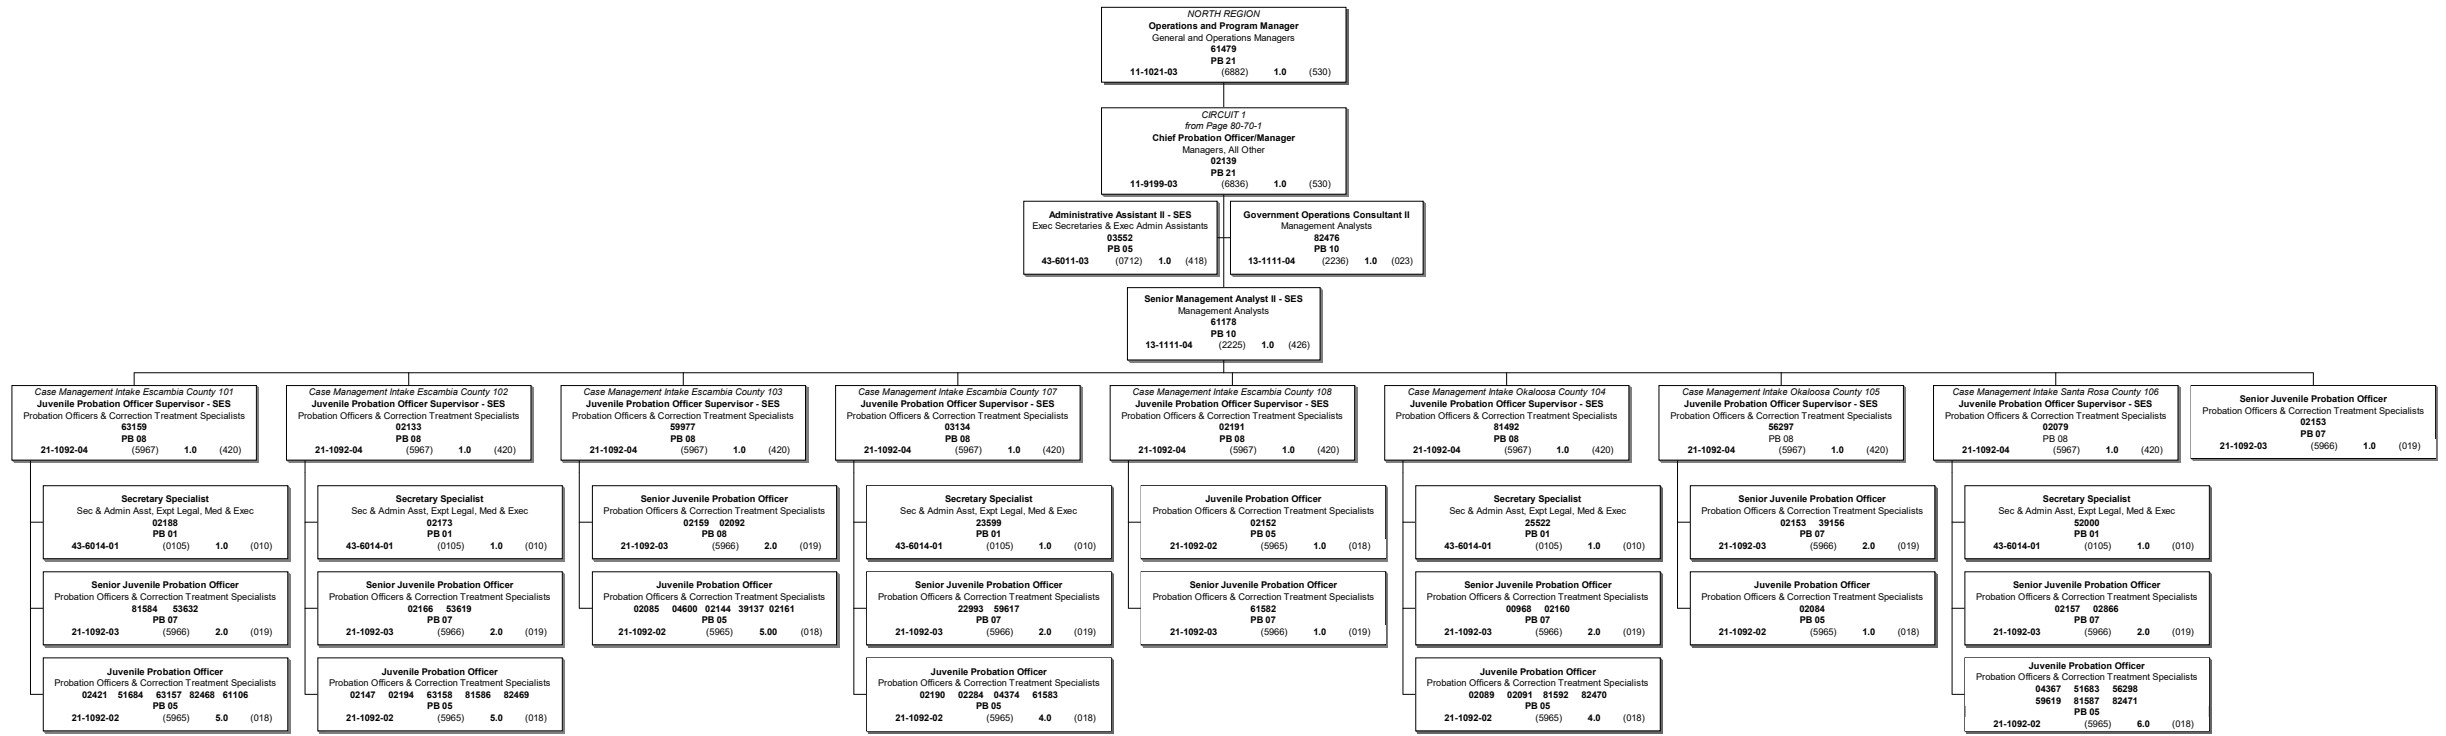 NORTH REGION
Operations and Program Manager
General and Operations Managers
61479
PB 21
11-1021-03 (6882) 1.0 (530)
CIRCUIT 1
from Page 80-70-1
Chief Probation Officer/Manager
Managers, All Other
02139
PB 21
11-9199-03 (6836) 1.0 (530)
Administrative Assistant II - SES
Exec Secretaries & Exec Admin Assistants
03552
PB 05
43-6011-03 (0712) 1.0 (418)
Government Operations Consultant II
Management Analysts
82476
PB 10
13-1111-04 (2236) 1.0 (023)
Senior Management Analyst II - SES
Management Analysts
61178
PB 10
13-1111-04 (2225) 1.0 (426)
Case Management Intake Escambia County 101
Juvenile Probation Officer Supervisor - SES
Probation Officers & Correction Treatment Specialists
63159
PB 08
21-1092-04 (5967) 1.0 (420)
Secretary Specialist
Sec & Admin Asst, Expt Legal, Med & Exec
02188
PB 01
43-6014-01 (0105) 1.0 (010)
Senior Juvenile Probation Officer
Probation Officers & Correction Treatment Specialists
81584 53632
PB 07
21-1092-03 (5966) 2.0 (019)
Juvenile Probation Officer
Probation Officers & Correction Treatment Specialists
02421 51684 63157 82468 61106
PB 05
21-1092-02 (5965) 5.0 (018)
Case Management Intake Escambia County 102
Juvenile Probation Officer Supervisor - SES
Probation Officers & Correction Treatment Specialists
02133
PB 08
21-1092-04 (5967) 1.0 (420)
Secretary Specialist
Sec & Admin Asst, Expt Legal, Med & Exec
02173
PB 01
43-6014-01 (0105) 1.0 (010)
Senior Juvenile Probation Officer
Probation Officers & Correction Treatment Specialists
02166 53619
PB 07
21-1092-03 (5966) 2.0 (019)
Juvenile Probation Officer
Probation Officers & Correction Treatment Specialists
02147 02194 63158 81586 82469
PB 05
21-1092-02 (5965) 5.0 (018)
Case Management Intake Escambia County 103
Juvenile Probation Officer Supervisor - SES
Probation Officers & Correction Treatment Specialists
59977
PB 08
21-1092-04 (5967) 1.0 (420)
Senior Juvenile Probation Officer
Probation Officers & Correction Treatment Specialists
02159 02092
PB 08
21-1092-03 (5966) 2.0 (019)
Juvenile Probation Officer
Probation Officers & Correction Treatment Specialists
02085 04600 02144 39137 02161
PB 05
21-1092-02 (5965) 5.00 (018)
Case Management Intake Escambia County 107
Juvenile Probation Officer Supervisor - SES
Probation Officers & Correction Treatment Specialists
03134
PB 08
21-1092-04 (5967) 1.0 (420)
Secretary Specialist
Sec & Admin Asst, Expt Legal, Med & Exec
23599
PB 01
43-6014-01 (0105) 1.0 (010)
Senior Juvenile Probation Officer
Probation Officers & Correction Treatment Specialists
22993 59617
PB 07
21-1092-03 (5966) 2.0 (019)
Juvenile Probation Officer
Probation Officers & Correction Treatment Specialists
02190 02284 04374 61583
PB 05
21-1092-02 (5965) 4.0 (018)
Case Management Intake Escambia County 108
Juvenile Probation Officer Supervisor - SES
Probation Officers & Correction Treatment Specialists
02191
PB 08
21-1092-04 (5967) 1.0 (420)
Juvenile Probation Officer
Probation Officers & Correction Treatment Specialists
02152
PB 05
21-1092-02 (5965) 1.0 (018)
Senior Juvenile Probation Officer
Probation Officers & Correction Treatment Specialists
61582
PB 07
21-1092-03 (5966) 1.0 (019)
Case Management Intake Okaloosa County 104
Juvenile Probation Officer Supervisor - SES
Probation Officers & Correction Treatment Specialists
81492
PB 08
21-1092-04 (5967) 1.0 (420)
Secretary Specialist
Sec & Admin Asst, Expt Legal, Med & Exec
25522
PB 01
43-6014-01 (0105) 1.0 (010)
Senior Juvenile Probation Officer
Probation Officers & Correction Treatment Specialists
00968 02160
PB 07
21-1092-03 (5966) 2.0 (019)
Juvenile Probation Officer
Probation Officers & Correction Treatment Specialists
02089 02091 81592 82470
PB 05
21-1092-02 (5965) 4.0 (018)
Case Management Intake Okaloosa County 105
Juvenile Probation Officer Supervisor - SES
Probation Officers & Correction Treatment Specialists
56297
PB 08
21-1092-04 (5967) 1.0 (420)
Senior Juvenile Probation Officer
Probation Officers & Correction Treatment Specialists
02153 39156
PB 07
21-1092-03 (5966) 2.0 (019)
Juvenile Probation Officer
Probation Officers & Correction Treatment Specialists
02084
PB 05
21-1092-02 (5965) 1.0 (018)
Case Management Intake Santa Rosa County 106
Juvenile Probation Officer Supervisor - SES
Probation Officers & Correction Treatment Specialists
02079
PB 08
21-1092-04 (5967) 1.0 (420)
Secretary Specialist
Sec & Admin Asst, Expt Legal, Med & Exec
52000
PB 01
43-6014-01 (0105) 1.0 (010)
Senior Juvenile Probation Officer
Probation Officers & Correction Treatment Specialists
02157 02866
PB 07
21-1092-03 (5966) 2.0 (019)
Juvenile Probation Officer
Probation Officers & Correction Treatment Specialists
04367 51683 56298
59619 81587 82471
PB 05
21-1092-02 (5965) 6.0 (018)
Senior Juvenile Probation Officer
Probation Officers & Correction Treatment Specialists
02153
PB 07
21-1092-03 (5966) 1.0 (019)